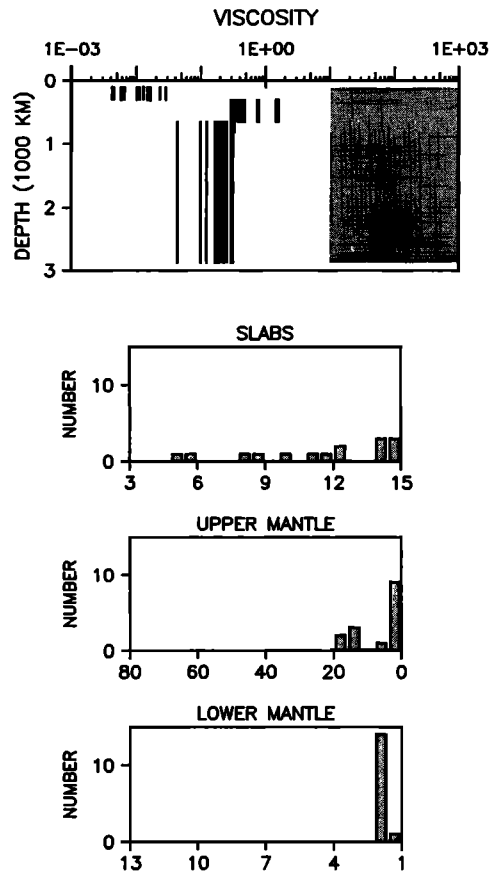 VISCOSITY
1E-03 1E+00 1E+03
0
1
2
3
DEPTH (1000 KM)
SLABS
10
0
NUMBER
3 6 9 12 15
UPPER MANTLE
10
0
NUMBER
80 60 40 20 0
LOWER MANTLE
10
0
NUMBER
13 10 7 4 1